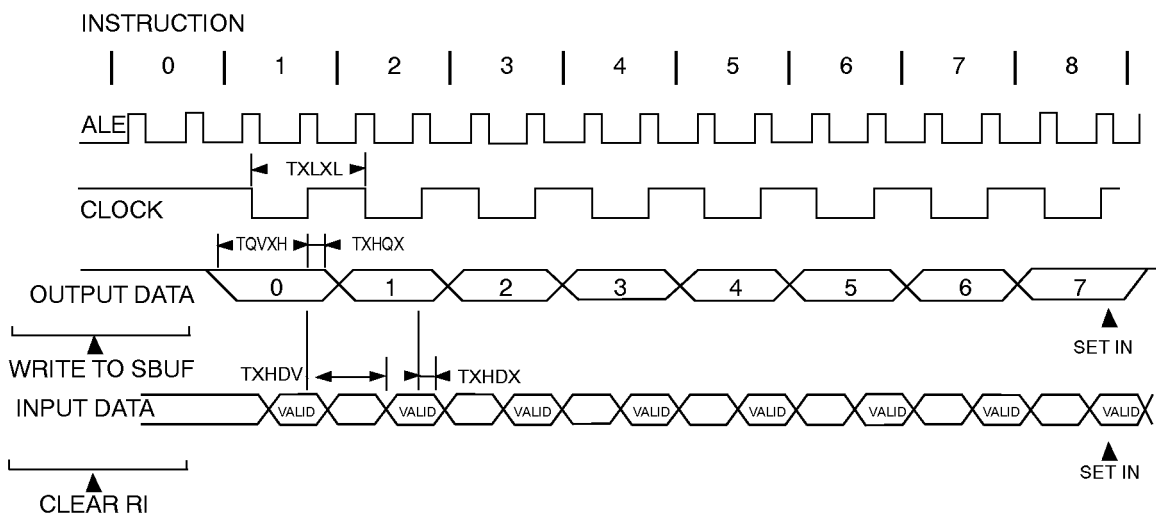 INSTRUCTION
0 1 2 3 4 5 6 7 8
ALE
TXLXL
CLOCK
TQVXH TXHQX
OUTPUT DATA 0 1 2 3 4 5 6 7
WRITE TO SBUF
SET IN
TXHDV TXHDX
INPUT DATA VALID VALID VALID VALID VALID VALID VALID VALID
SET IN
CLEAR RI